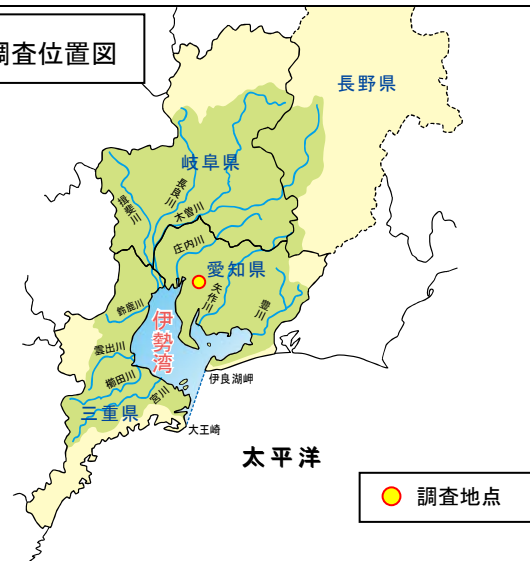 調査位置図
長野県
岐阜県
揖斐川
長良川
木曽川
庄内川
愛知県
矢作川
豊川
鈴鹿川
伊勢湾
雲出川
櫛田川
宮川
三重県
伊良湖岬
大王崎
太平洋
調査地点